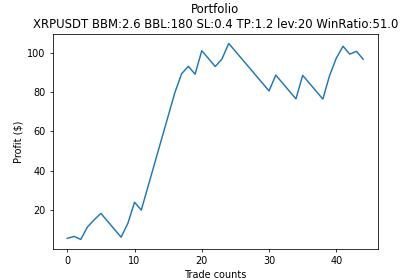 Portfolio
XRPUSDT BBM:2.6 BBL:180 SL:0.4 TP:1.2 lev:20 WinRatio:51.0
100
80
60
40
20
Profit ($)
0 10 20 30 40
Trade counts